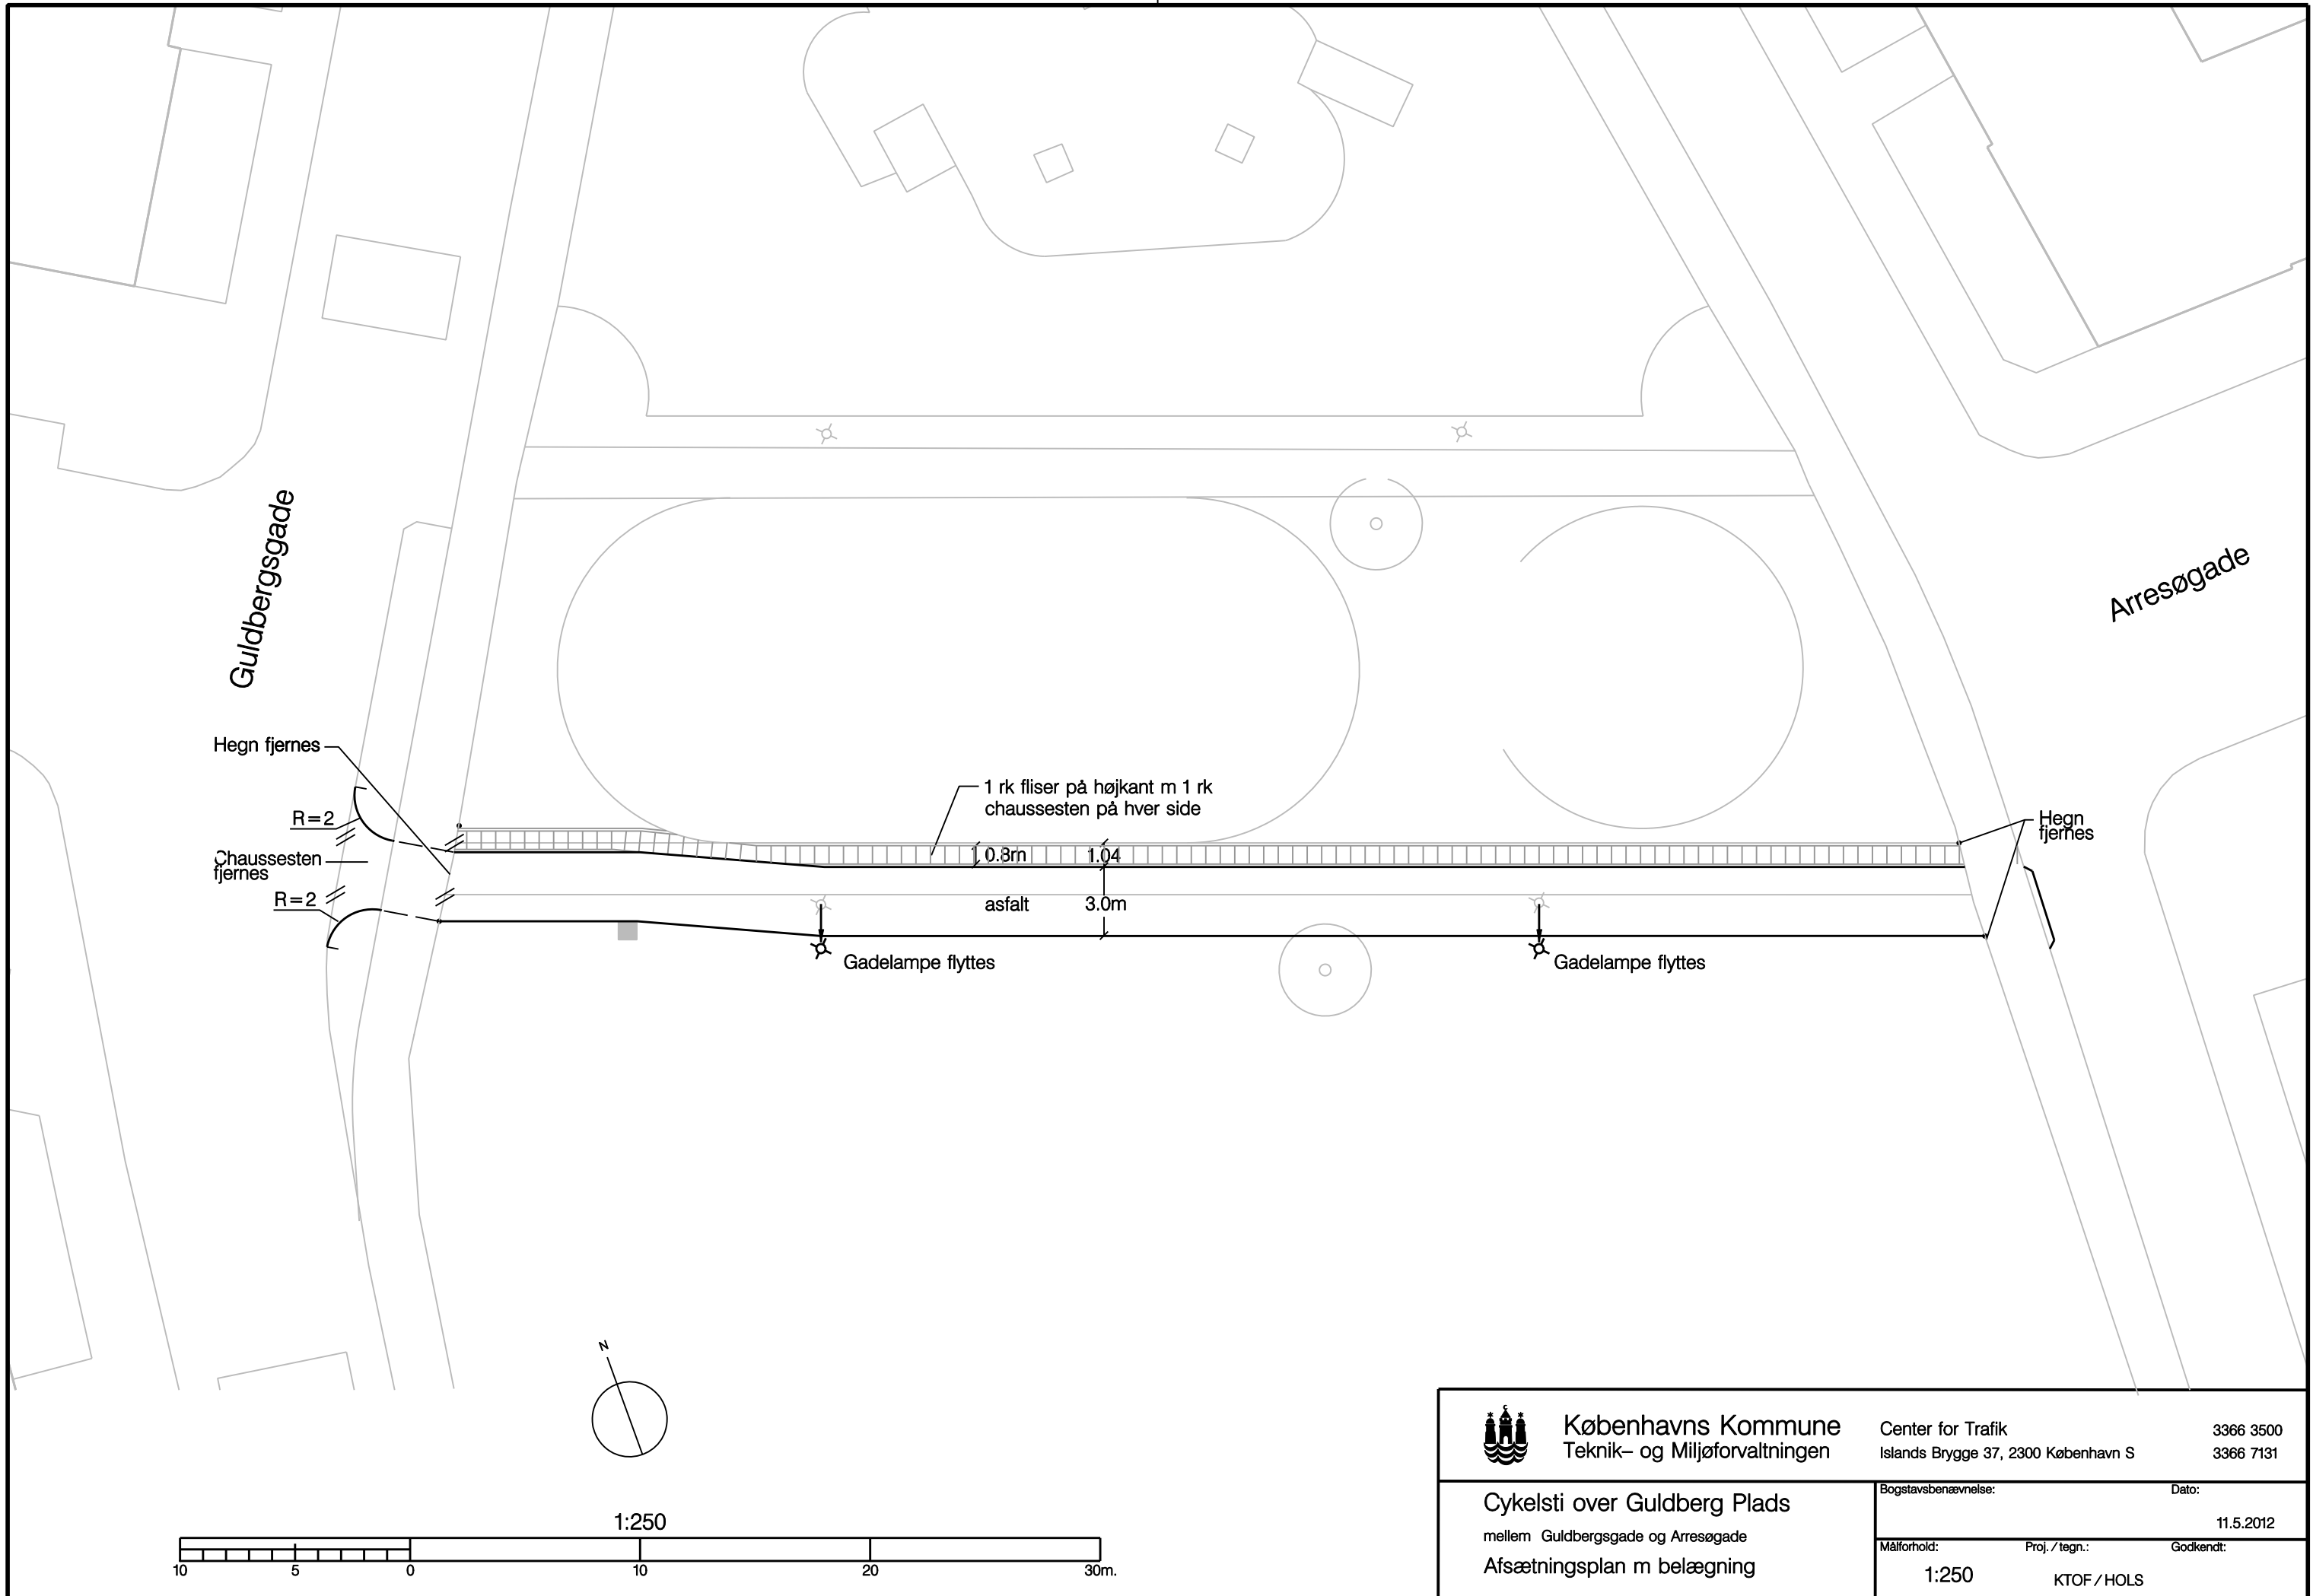 Guldbergsgade
Arresøgade
Hegn fjernes
R=2
Chaussesten
fjernes
R=2
1 rk fliser på højkant m 1 rk
chaussesten på hver side
0.8m
1.04
asfalt
3.0m
Hegn
fjernes
Gadelampe flyttes
Gadelampe flyttes
N
1:250
10 5 0 10 20 30m.
Københavns Kommune
Teknik– og Miljøforvaltningen
Center for Trafik 3366 3500
Islands Brygge 37, 2300 København S 3366 7131
Cykelsti over Guldberg Plads
mellem Guldbergsgade og Arresøgade
Afsætningsplan m belægning
Bogstavsbenævnelse: Dato:
11.5.2012
Målforhold: Proj./tegn.: Godkendt:
1:250 KTOF/HOLS